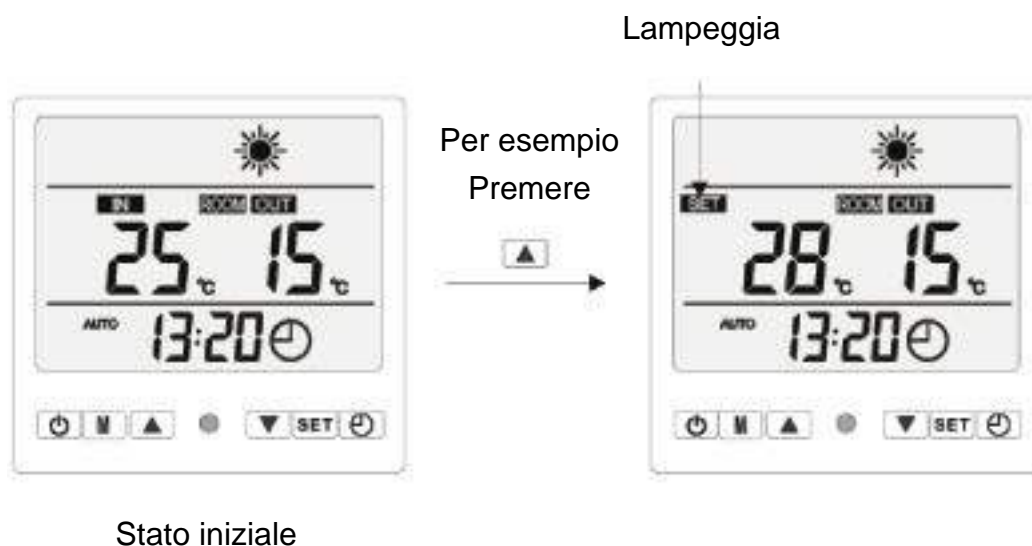 Lampeggia
Per esempio
Premere
IN ROOM OUT
25 °C 15 °C
AUTO 13:20
M SET
SET ROOM OUT
28 °C 15 °C
AUTO 13:20
M SET
Stato iniziale